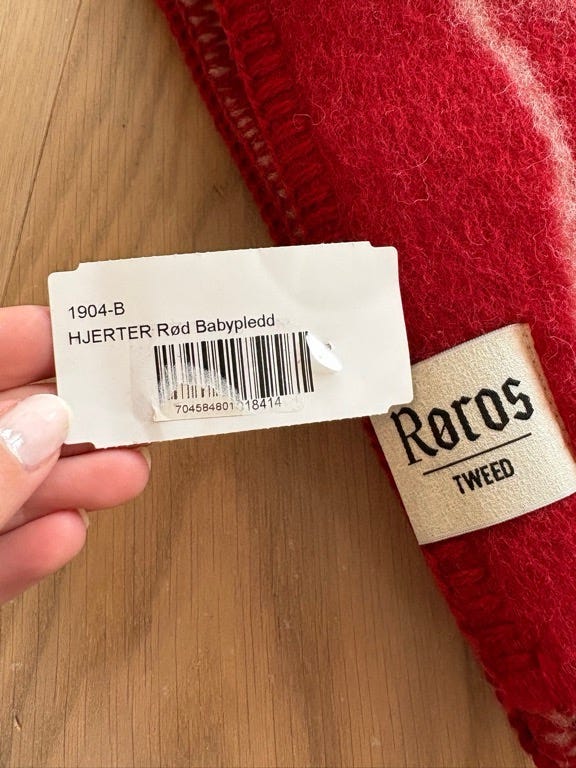 1904-B
HJERTER Rød Babypledd
Røros
TWEED